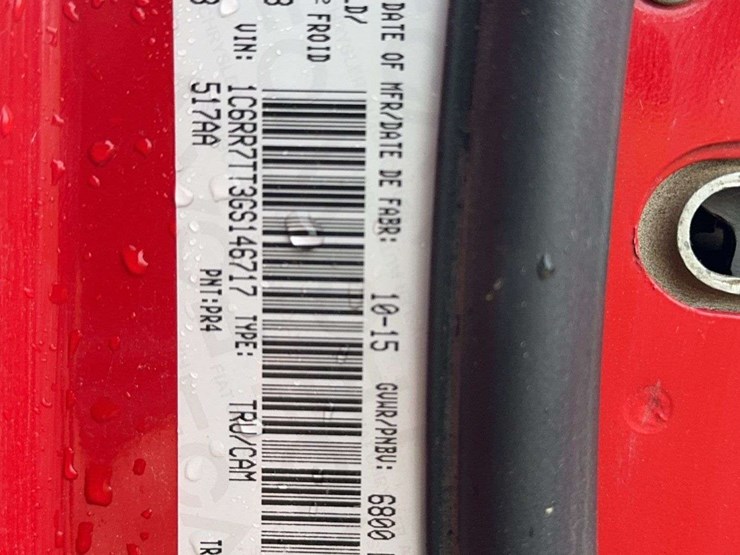 DATE OF MFR/DATE DE FABR: 10-15 GVWR/PNBV: 6800
FROID
VIN: 1C6RR7TT3GS146717 TYPE: TRU/CAM
517AA PNT:PR4 TR